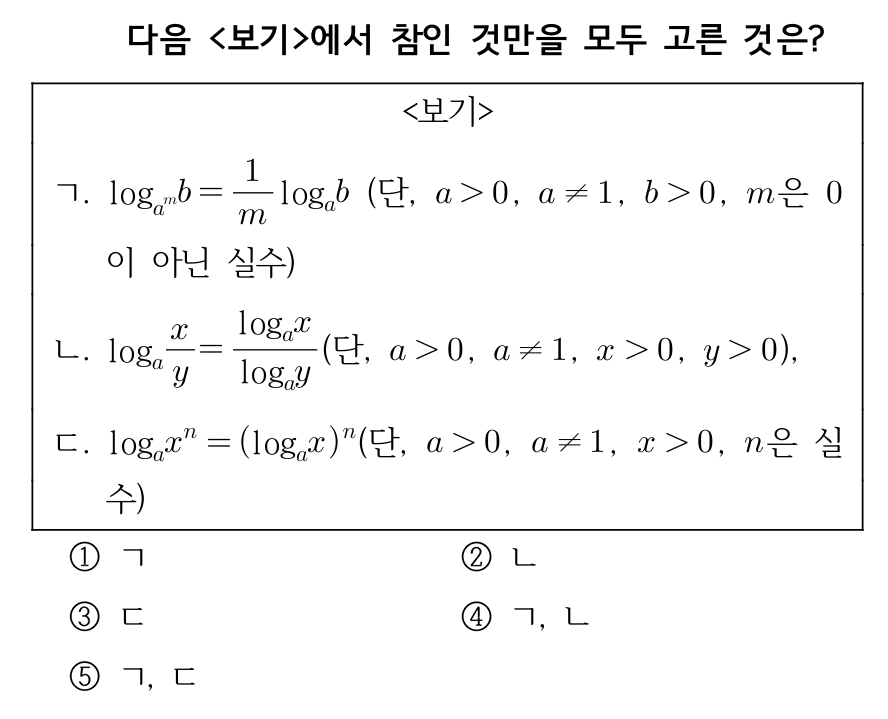 다음 <보기>에서 참인 것만을 모두 고른 것은?
<보기>
ㄱ. log_{a^m} b = \frac{1}{m} log_a b (단, a > 0, a ≠ 1, b > 0, m은 0
이 아닌 실수)
ㄴ. log_a \frac{x}{y} = \frac{log_a x}{log_a y} (단, a > 0, a ≠ 1, x > 0, y > 0),
ㄷ. log_a x^n = (log_a x)^n (단, a > 0, a ≠ 1, x > 0, n은 실
수)
① ㄱ ② ㄴ
③ ㄷ ④ ㄱ, ㄴ
⑤ ㄱ, ㄷ